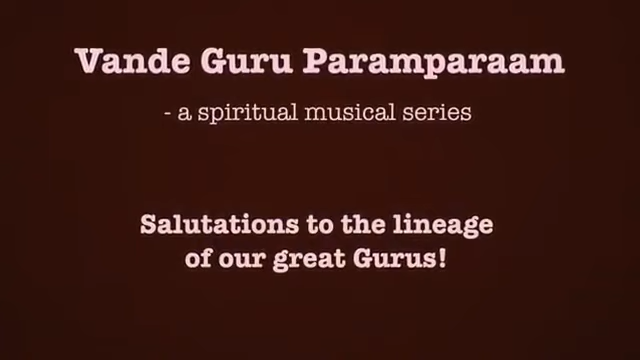 Vande Guru Paramparaam
- a spiritual musical series
Salutations to the lineage
of our great Gurus!